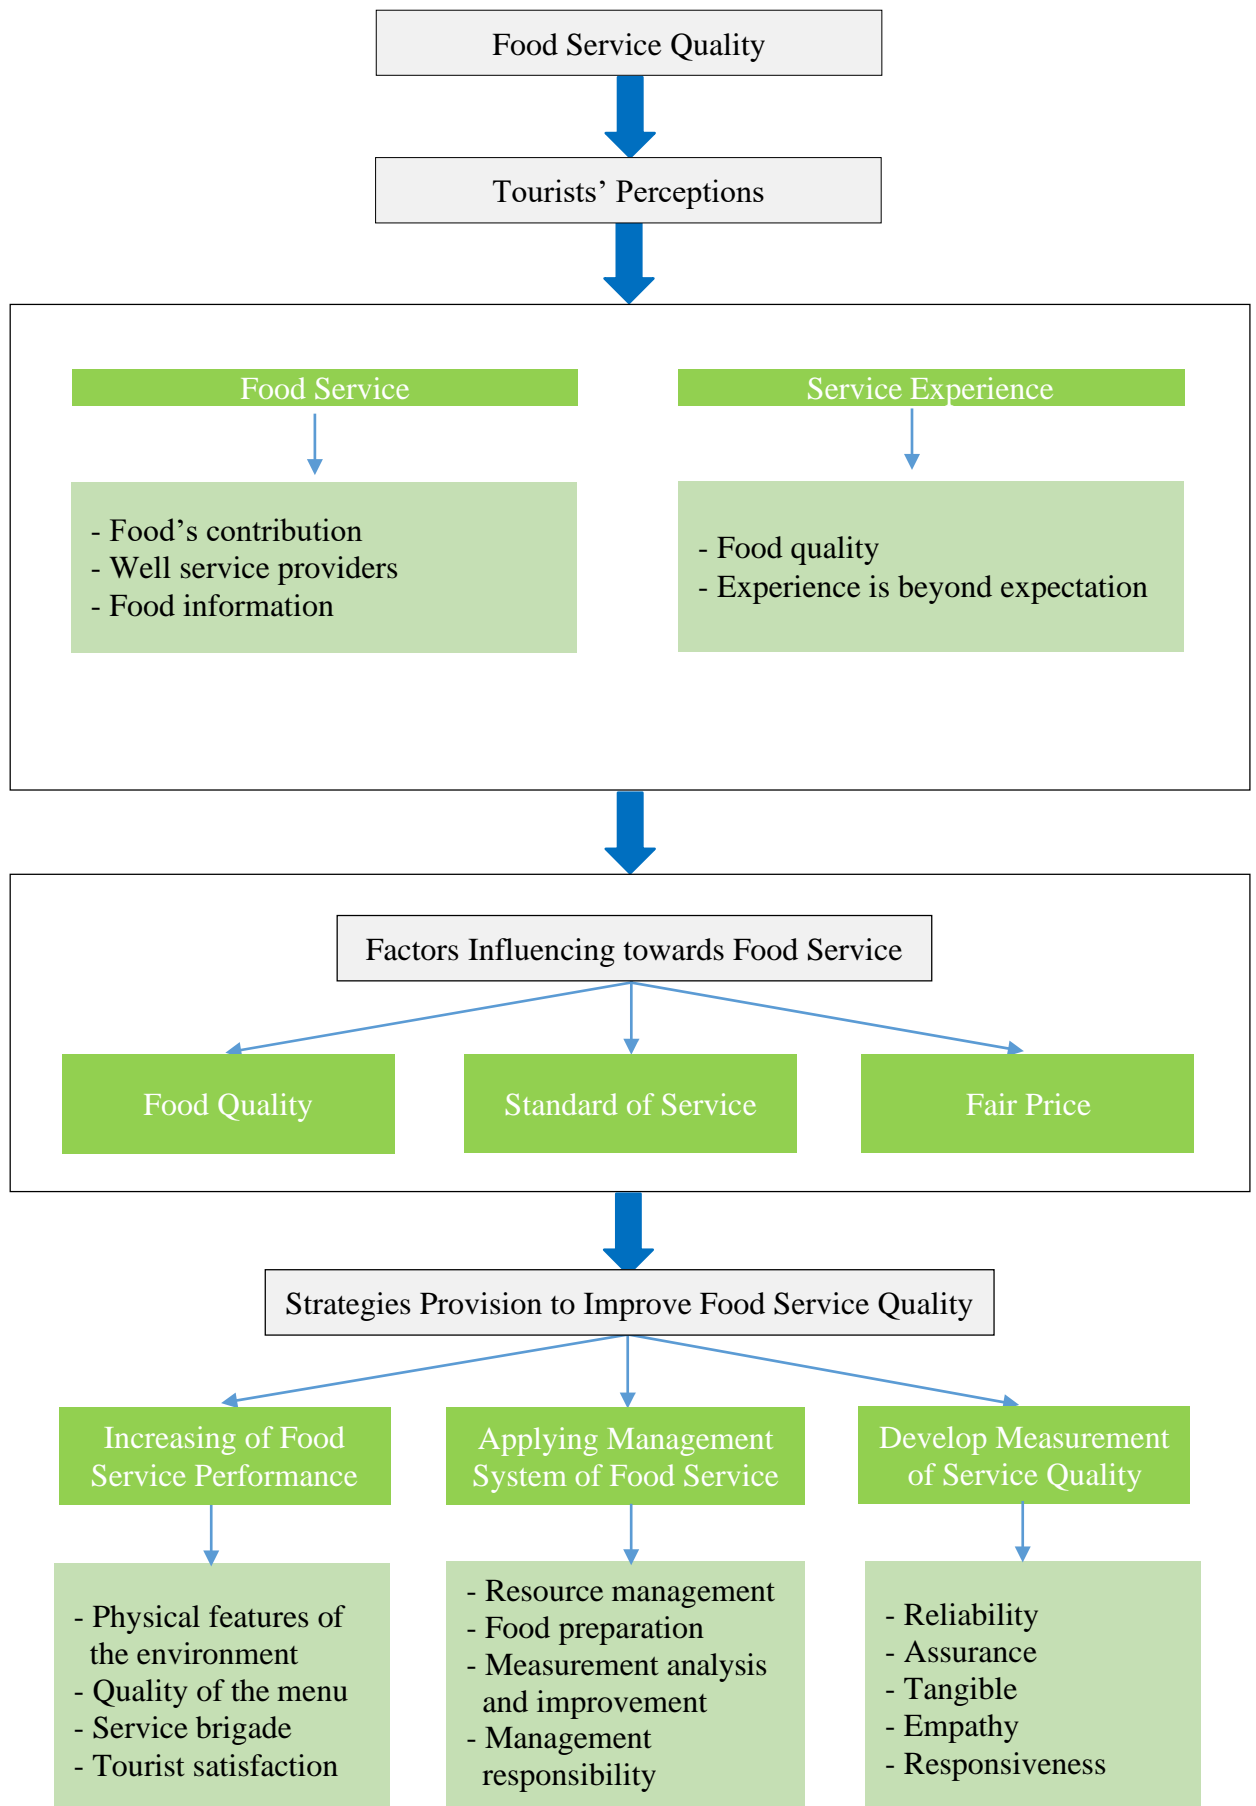 Food Service Quality
Tourists’ Perceptions
Food Service
- Food’s contribution
- Well service providers
- Food information
Service Experience
- Food quality
- Experience is beyond expectation
Factors Influencing towards Food Service
Food Quality
Standard of Service
Fair Price
Strategies Provision to Improve Food Service Quality
Increasing of Food
Service Performance
- Physical features of
the environment
- Quality of the menu
- Service brigade
- Tourist satisfaction
Applying Management
System of Food Service
- Resource management
- Food preparation
- Measurement analysis
and improvement
- Management
responsibility
Develop Measurement
of Service Quality
- Reliability
- Assurance
- Tangible
- Empathy
- Responsiveness